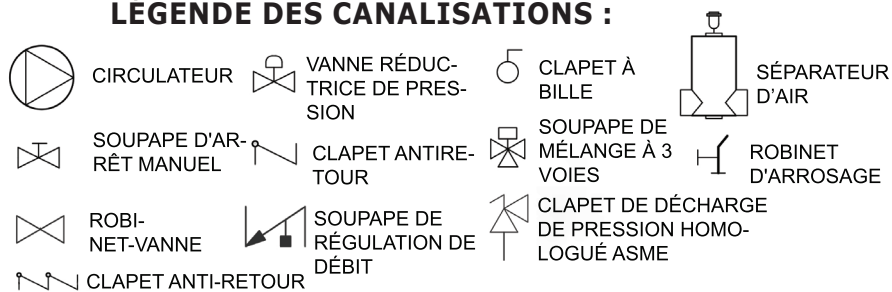 LÉGENDE DES CANALISATIONS :
CIRCULATEUR
VANNE RÉDUC-
TRICE DE PRES-
SION
CLAPET À
BILLE
SÉPARATEUR
D'AIR
SOUPAPE D'AR-
RÊT MANUEL
CLAPET ANTIRE-
TOUR
SOUPAPE DE
MÉLANGE À 3
VOIES
ROBINET
D'ARROSAGE
ROBI-
NET-VANNE
SOUPAPE DE
RÉGULATION DE
DÉBIT
CLAPET DE DÉCHARGE
DE PRESSION HOMO-
LOGUÉ ASME
CLAPET ANTI-RETOUR